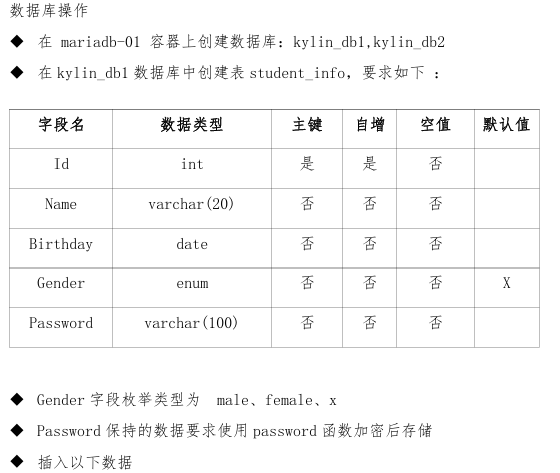 数据库操作
◆ 在 mariadb-01 容器上创建数据库：kylin_db1,kylin_db2
◆ 在 kylin_db1 数据库中创建表 student_info，要求如下 ：
字段名 数据类型 主键 自增 空值 默认值
Id int 是 是 否
Name varchar(20) 否 否 否
Birthday date 否 否 否
Gender enum 否 否 否 X
Password varchar(100) 否 否 否
◆ Gender 字段枚举类型为 male、female、x
◆ Password 保持的数据要求使用 password 函数加密后存储
◆ 插入以下数据